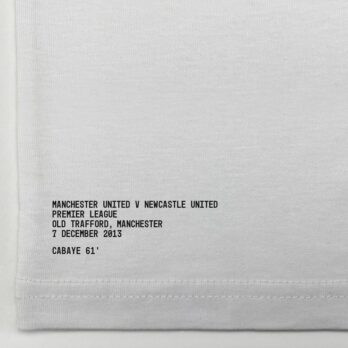 MANCHESTER UNITED V NEWCASTLE UNITED
PREMIER LEAGUE
OLD TRAFFORD, MANCHESTER
7 DECEMBER 2013
CABAYE 61'